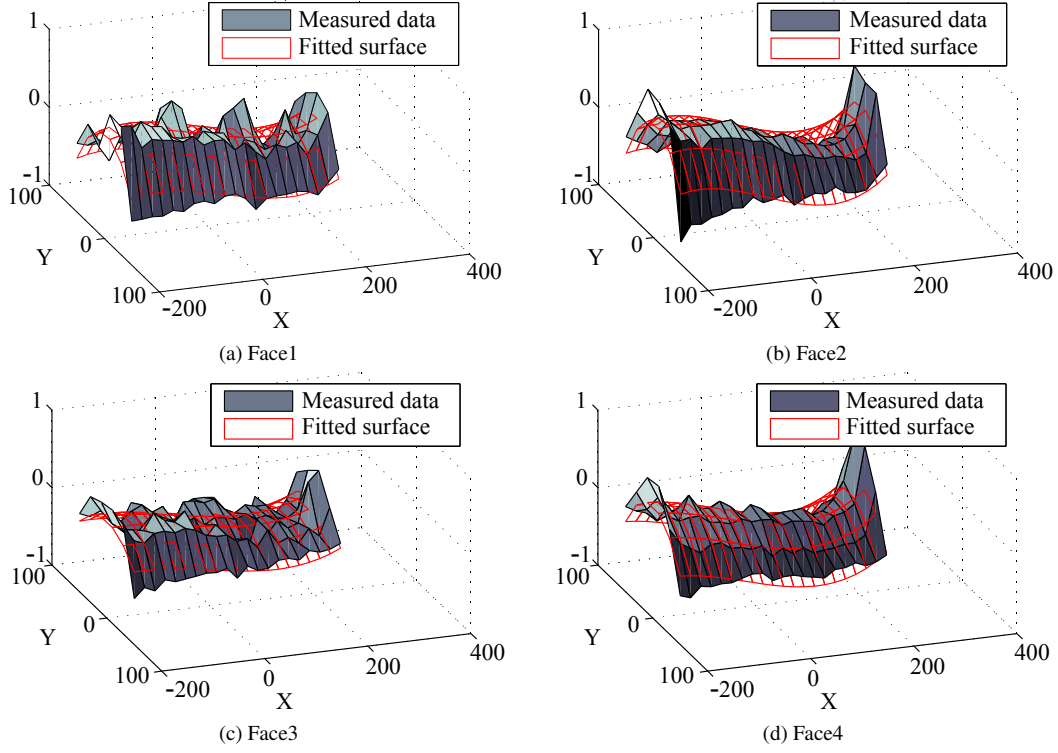 1
0
-1
100
0
100
-200
0
200
400
Y
X
Measured data
Fitted surface
(a) Face1
1
0
-1
100
0
100
-200
0
200
400
Y
X
Measured data
Fitted surface
(b) Face2
1
0
-1
100
0
100
-200
0
200
400
Y
X
Measured data
Fitted surface
(c) Face3
1
0
-1
100
0
100
-200
0
200
400
Y
X
Measured data
Fitted surface
(d) Face4